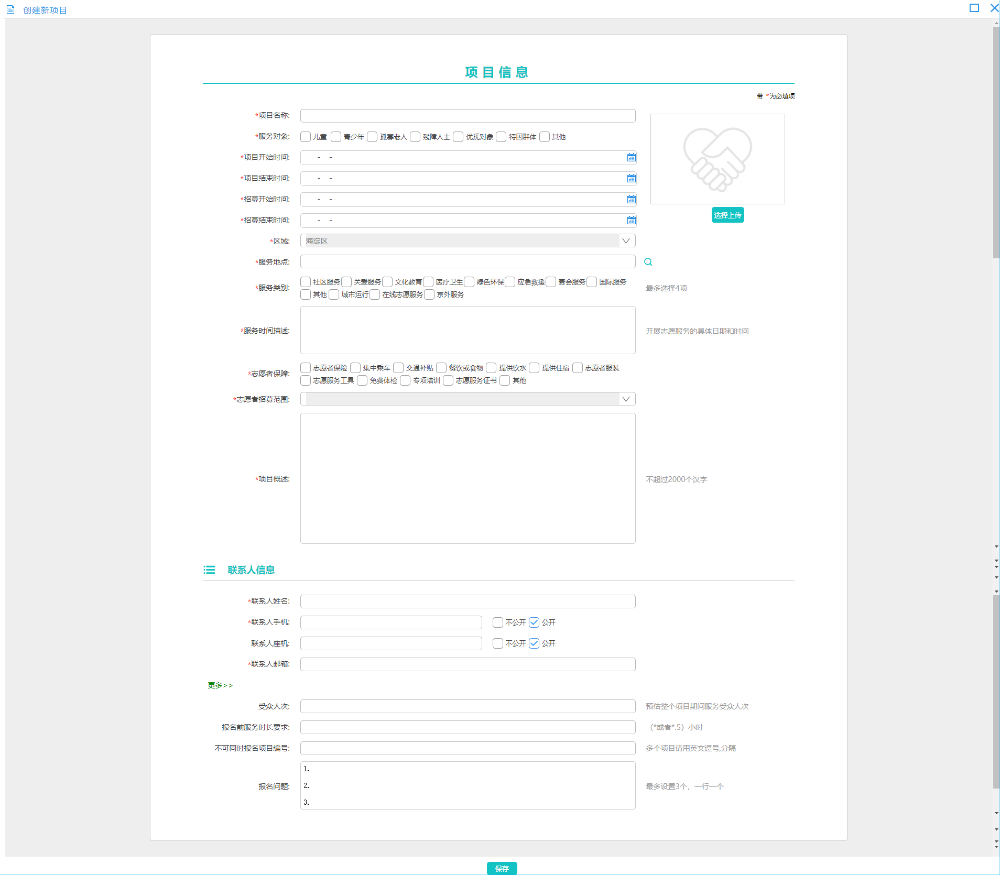 创建新项目
项目信息
带 *为必填项
*项目名称:
*服务对象: 儿童 青少年 孤寡老人 残障人士 优抚对象 特困群体 其他
*项目开始时间: - -
*项目结束时间: - -
*招募开始时间: - -
*招募结束时间: - -
选择上传
*区域: 海淀区
*服务地点:
*服务类别: 社区服务 关爱服务 文化教育 医疗卫生 绿色环保 应急救援 赛会服务 国际服务
其他 城市运行 在线志愿服务 京外服务
最多选择4项
*服务时间描述: 开展志愿服务的具体日期和时间
*志愿者保障: 志愿者保险 集中乘车 交通补贴 餐饮或食物 提供饮水 提供住宿 志愿者服装
志愿服务工具 免费体检 专项培训 志愿服务证书 其他
*志愿者招募范围:
*项目概述: 不超过2000个汉字
联系人信息
*联系人姓名:
*联系人手机: 不公开 公开
联系人座机: 不公开 公开
*联系人邮箱:
更多>>
受众人次: 预估整个项目期间服务受众人次
报名前服务时长要求: （*或者*.5）小时
不可同时报名项目编号: 多个项目请用英文逗号,分隔
报名问题: 最多设置3个，一行一个
1.
2.
3.
保存